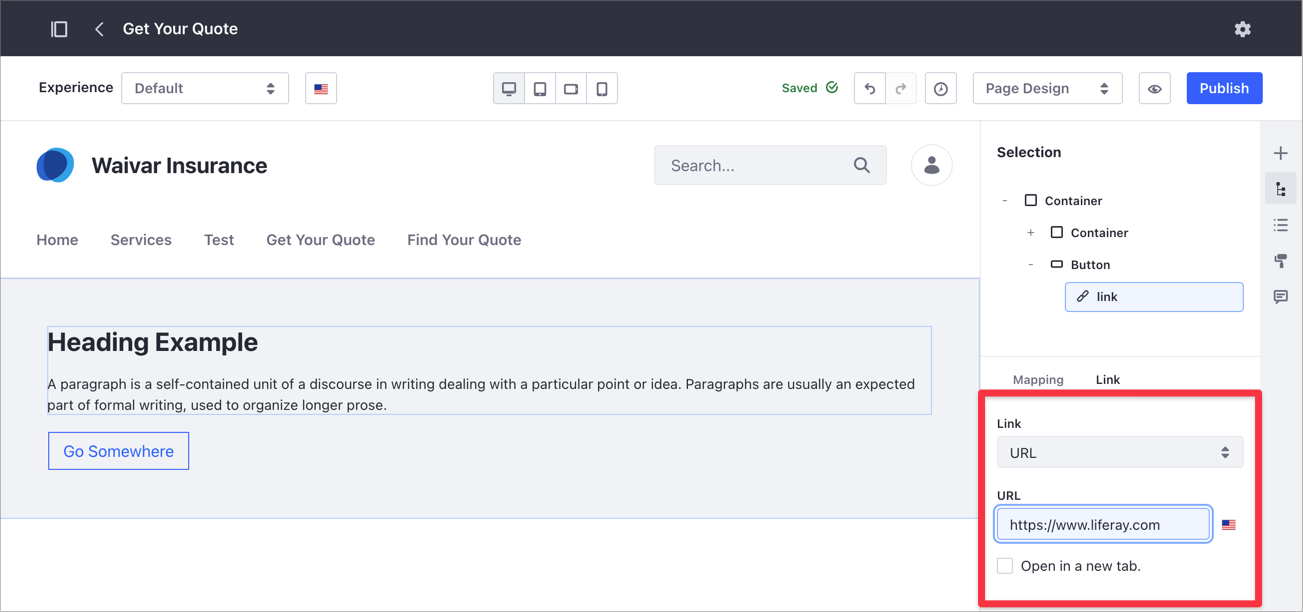 Get Your Quote
Experience
Default
Saved
Page Design
Publish
Waivar Insurance
Search...
Home Services Test Get Your Quote Find Your Quote
Heading Example
A paragraph is a self-contained unit of a discourse in writing dealing with a particular point or idea. Paragraphs are usually an expected
part of formal writing, used to organize longer prose.
Go Somewhere
Selection
- Container
+ Container
- Button
link
Mapping Link
Link
URL
URL
https://www.liferay.com
Open in a new tab.